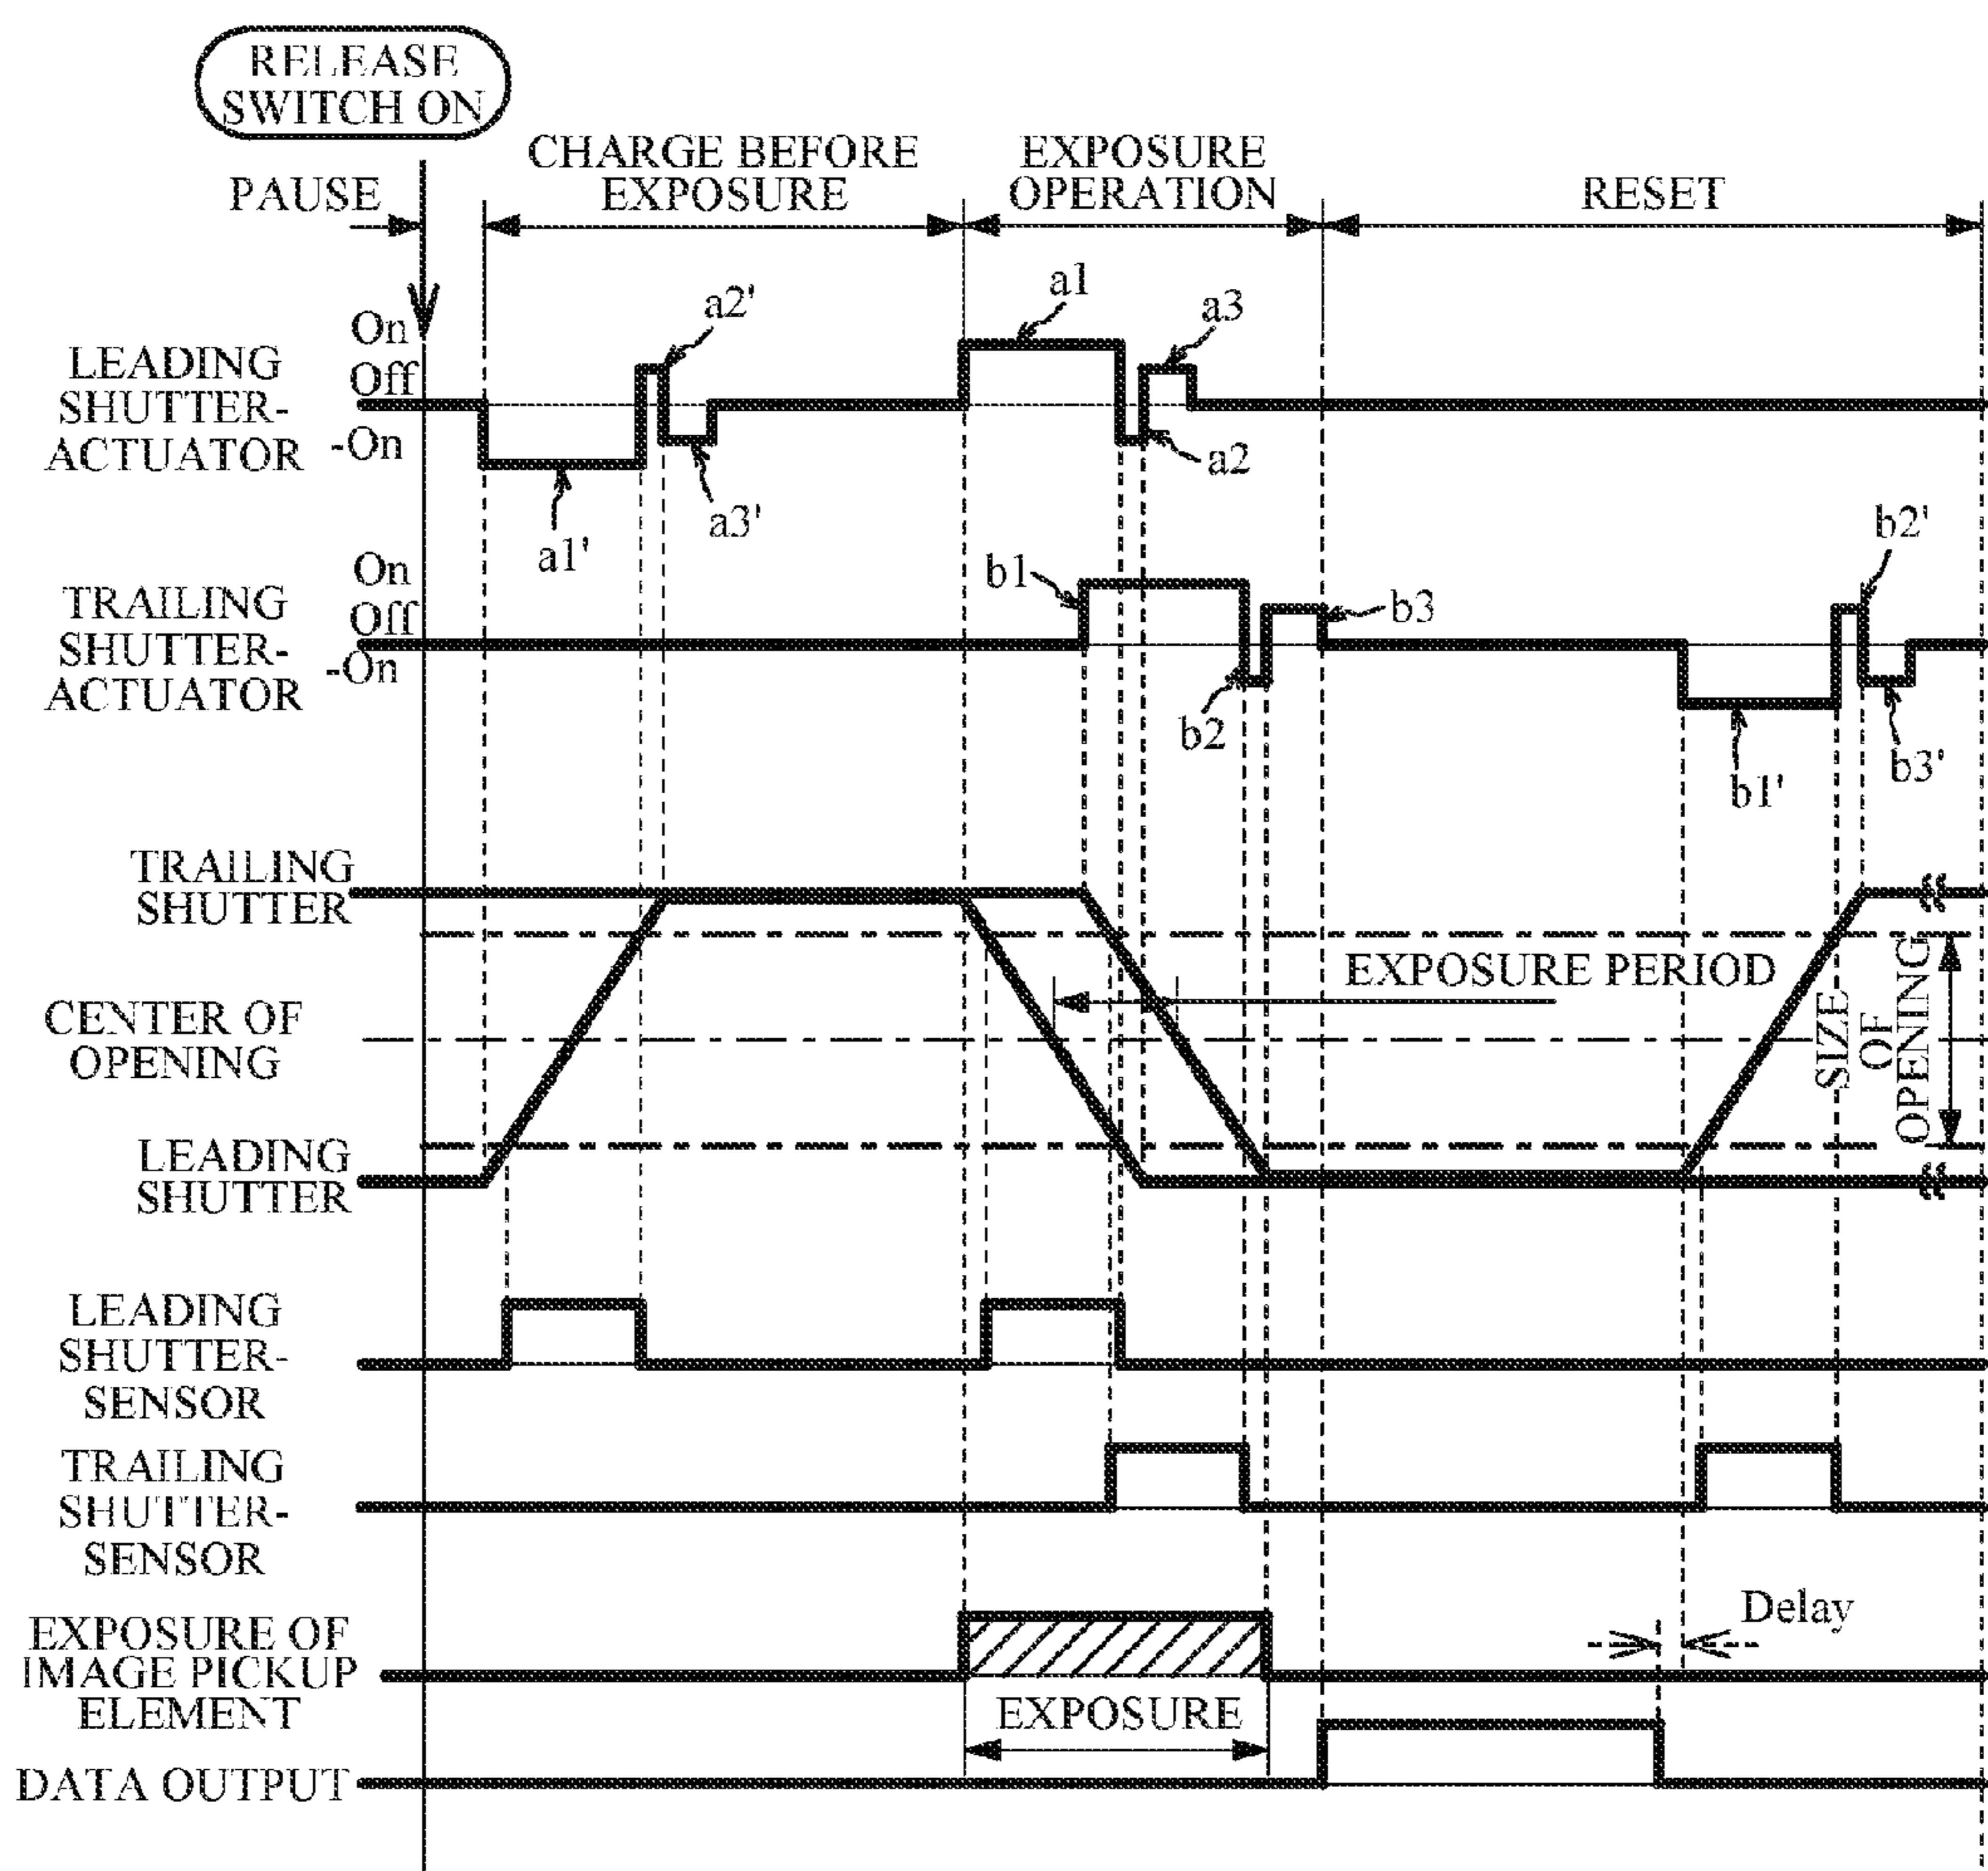 RELEASE
SWITCH ON
PAUSE
CHARGE BEFORE
EXPOSURE
EXPOSURE
OPERATION
RESET
LEADING
SHUTTER-
ACTUATOR
On
Off
-On
a1'
a2'
a3'
a1
a2
a3
TRAILING
SHUTTER-
ACTUATOR
On
Off
-On
b1
b2
b3
b1'
b2'
b3'
TRAILING
SHUTTER
CENTER OF
OPENING
EXPOSURE PERIOD
SIZE
OF
OPENING
LEADING
SHUTTER
LEADING
SHUTTER-
SENSOR
TRAILING
SHUTTER-
SENSOR
EXPOSURE OF
IMAGE PICKUP
ELEMENT
Delay
EXPOSURE
DATA OUTPUT